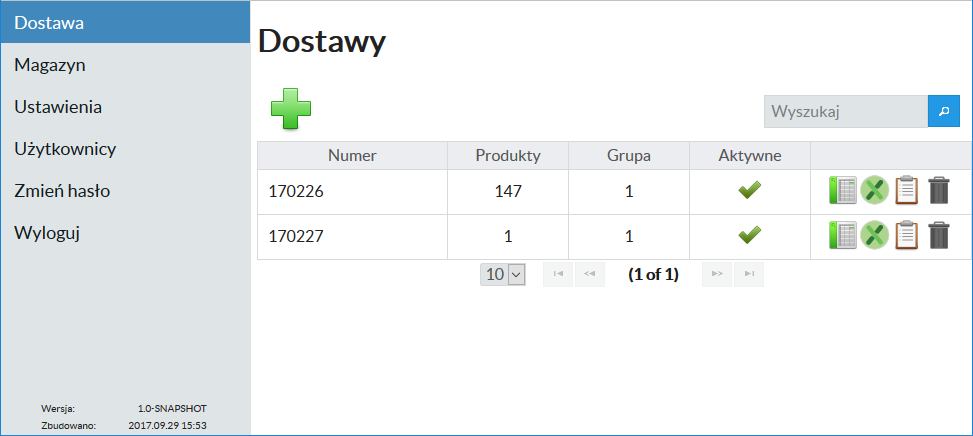 Dostawa
Magazyn
Ustawienia
Użytkownicy
Zmień hasło
Wyloguj
Wersja: 1.0-SNAPSHOT
Zbudowano: 2017.09.29 15:53
Dostawy
Wyszukaj
Numer Produkty Grupa Aktywne
170226 147 1
170227 1 1
10 (1 of 1)